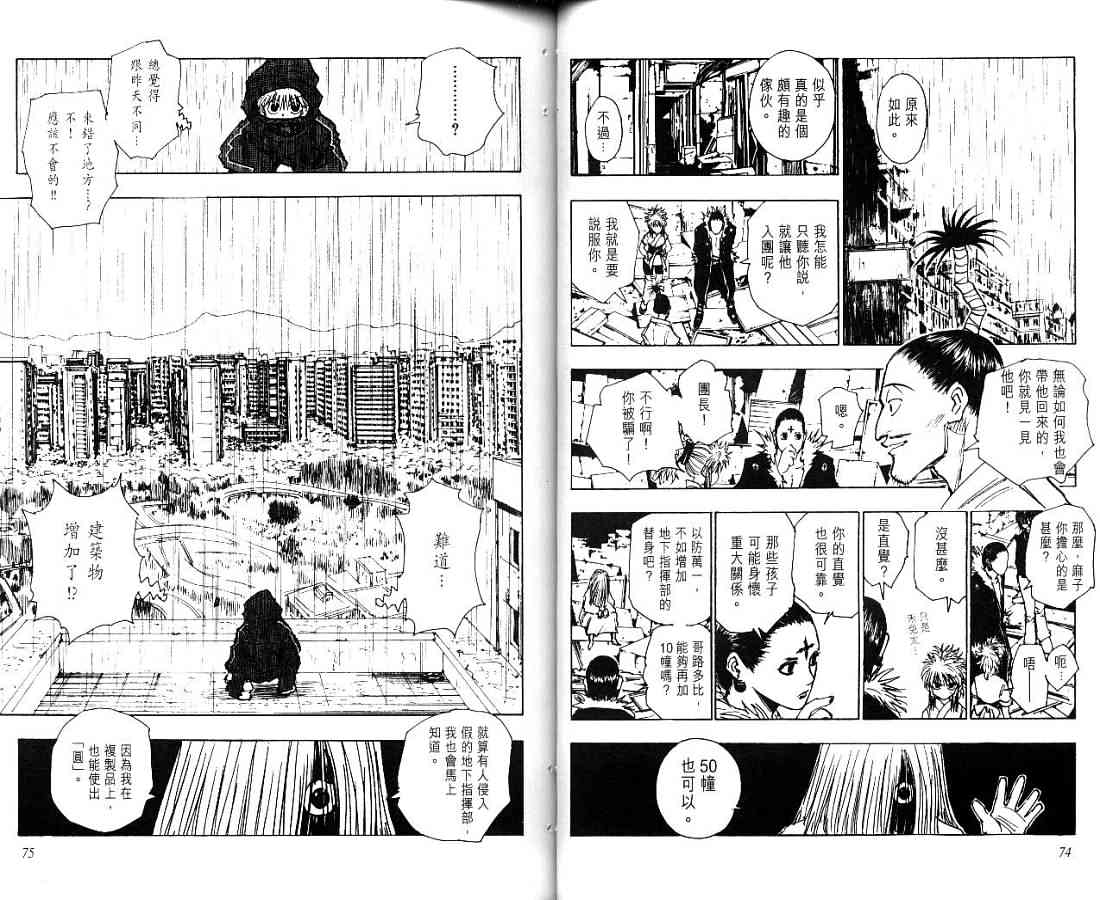 原來
如此。
似乎
真的是個
頗有趣的
傢伙。
不過…
我怎能
只聽你說，
就讓他
入團呢？
我就是要
說服你。
無論如何我也會
帶他回來的，
你就見一見
他吧！
嗯。
團長！
不行啊！
你被騙了！
那麼，麻子
你擔心的是
甚麼？
呃…
唔
沒甚麼。
是直覺？
你的直覺
也很可靠。
那些孩子
可能身懷
重大關係。
以防萬一，
不如增加
地下指揮部的
替身吧？
哥路多比，
能夠再加
10幢嗎？
50幢
也可以。
74
………？
總覺得
跟昨天不同…
來錯了地方…？
不！
應該不會的!!
難道…
建築物
增加了!?
就算有人侵入
假的地下指揮部，
我也會馬上
知道。
因為我在
複製品上，
也能使出
「圓」。
75